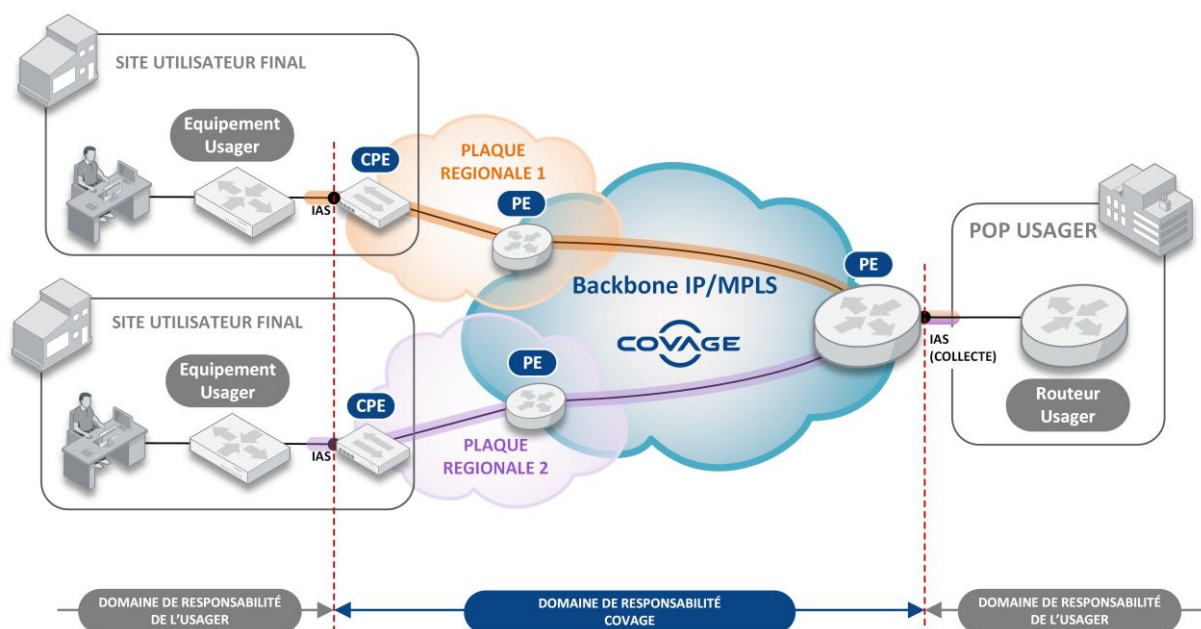 SITE UTILISATEUR FINAL
Equipement
Usager
CPE
IAS
PLAQUE
REGIONALE 1
PE
Backbone IP/MPLS
COVAGE
PE
POP USAGER
IAS
(COLLECTE)
Routeur
Usager
SITE UTILISATEUR FINAL
Equipement
Usager
CPE
IAS
PE
PLAQUE
REGIONALE 2
DOMAINE DE RESPONSABILITÉ
DE L'USAGER
DOMAINE DE RESPONSABILITÉ
COVAGE
DOMAINE DE RESPONSABILITÉ
DE L'USAGER